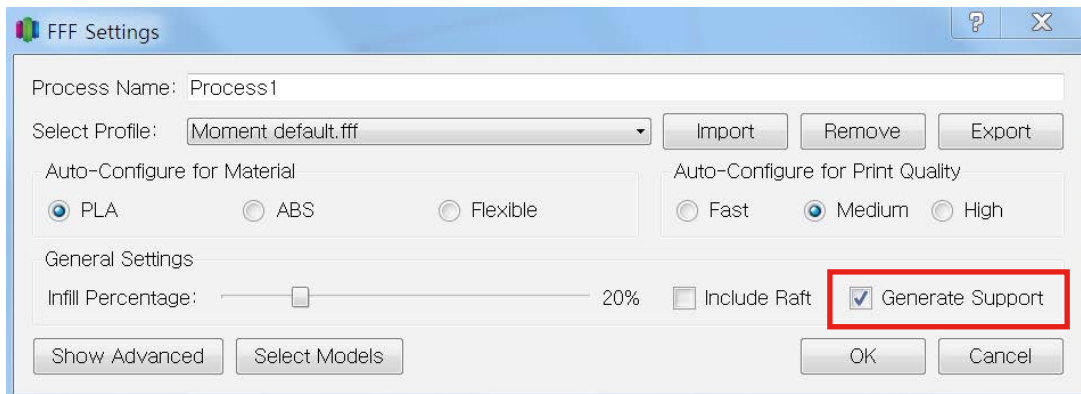 FFF Settings
Process Name: Process1
Select Profile: Moment default.fff Import Remove Export
Auto-Configure for Material Auto-Configure for Print Quality
PLA ABS Flexible Fast Medium High
General Settings
Infill Percentage: 20% Include Raft Generate Support
Show Advanced Select Models OK Cancel